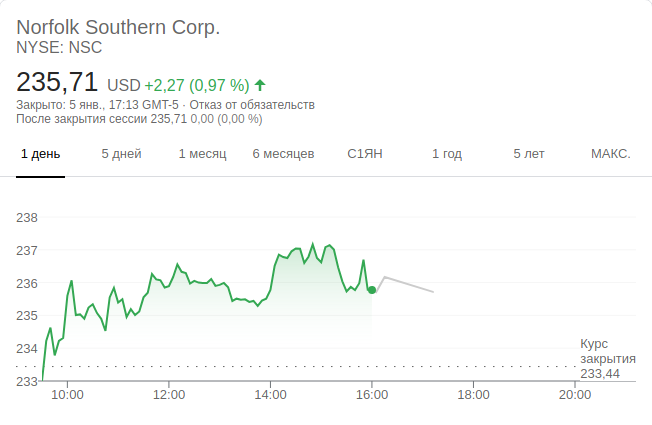 Norfolk Southern Corp.
NYSE: NSC
235,71 USD +2,27 (0,97 %)
Закрыто: 5 янв., 17:13 GMT-5 · Отказ от обязательств
После закрытия сессии 235,71 0,00 (0,00 %)
1 день 5 дней 1 месяц 6 месяцев С1ЯН 1 год 5 лет МАКС.
238
237
236
235
234
Курс
закрытия
233,44
233
10:00 12:00 14:00 16:00 18:00 20:00